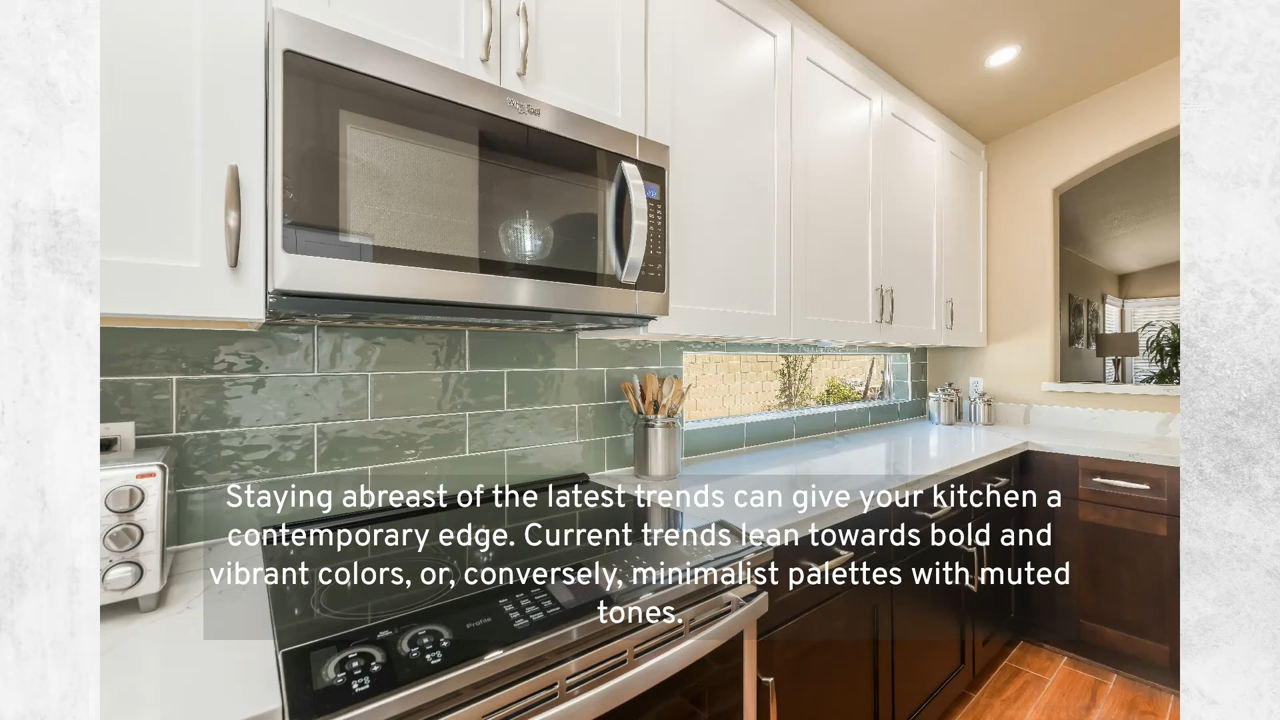 Staying abreast of the latest trends can give your kitchen a
contemporary edge. Current trends lean towards bold and
vibrant colors, or, conversely, minimalist palettes with muted
tones.
Profile